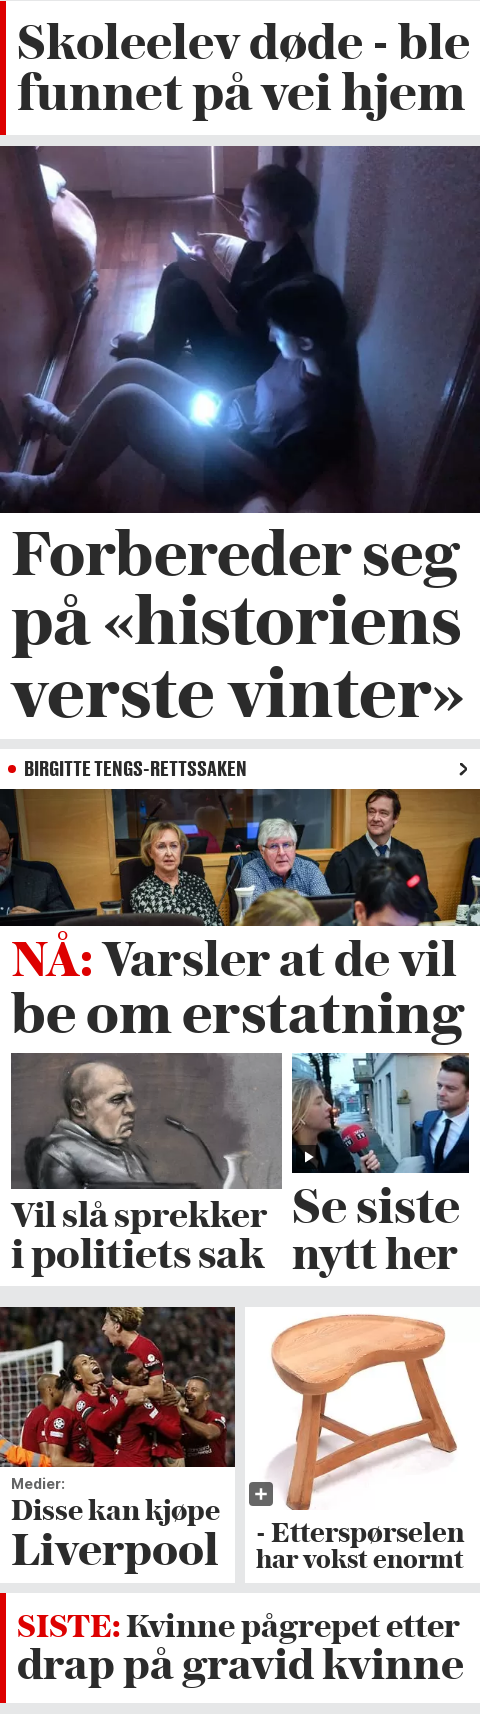 Skoleelev døde - ble
funnet på vei hjem
Forbereder seg
på «historiens
verste vinter»
BIRGITTE TENGS-RETTSSAKEN
NÅ: Varsler at de vil
be om erstatning
Vil slå sprekker
i politiets sak
Se siste
nytt her
Medier:
Disse kan kjøpe
Liverpool
- Etterspørselen
har vokst enormt
SISTE: Kvinne pågrepet etter
drap på gravid kvinne